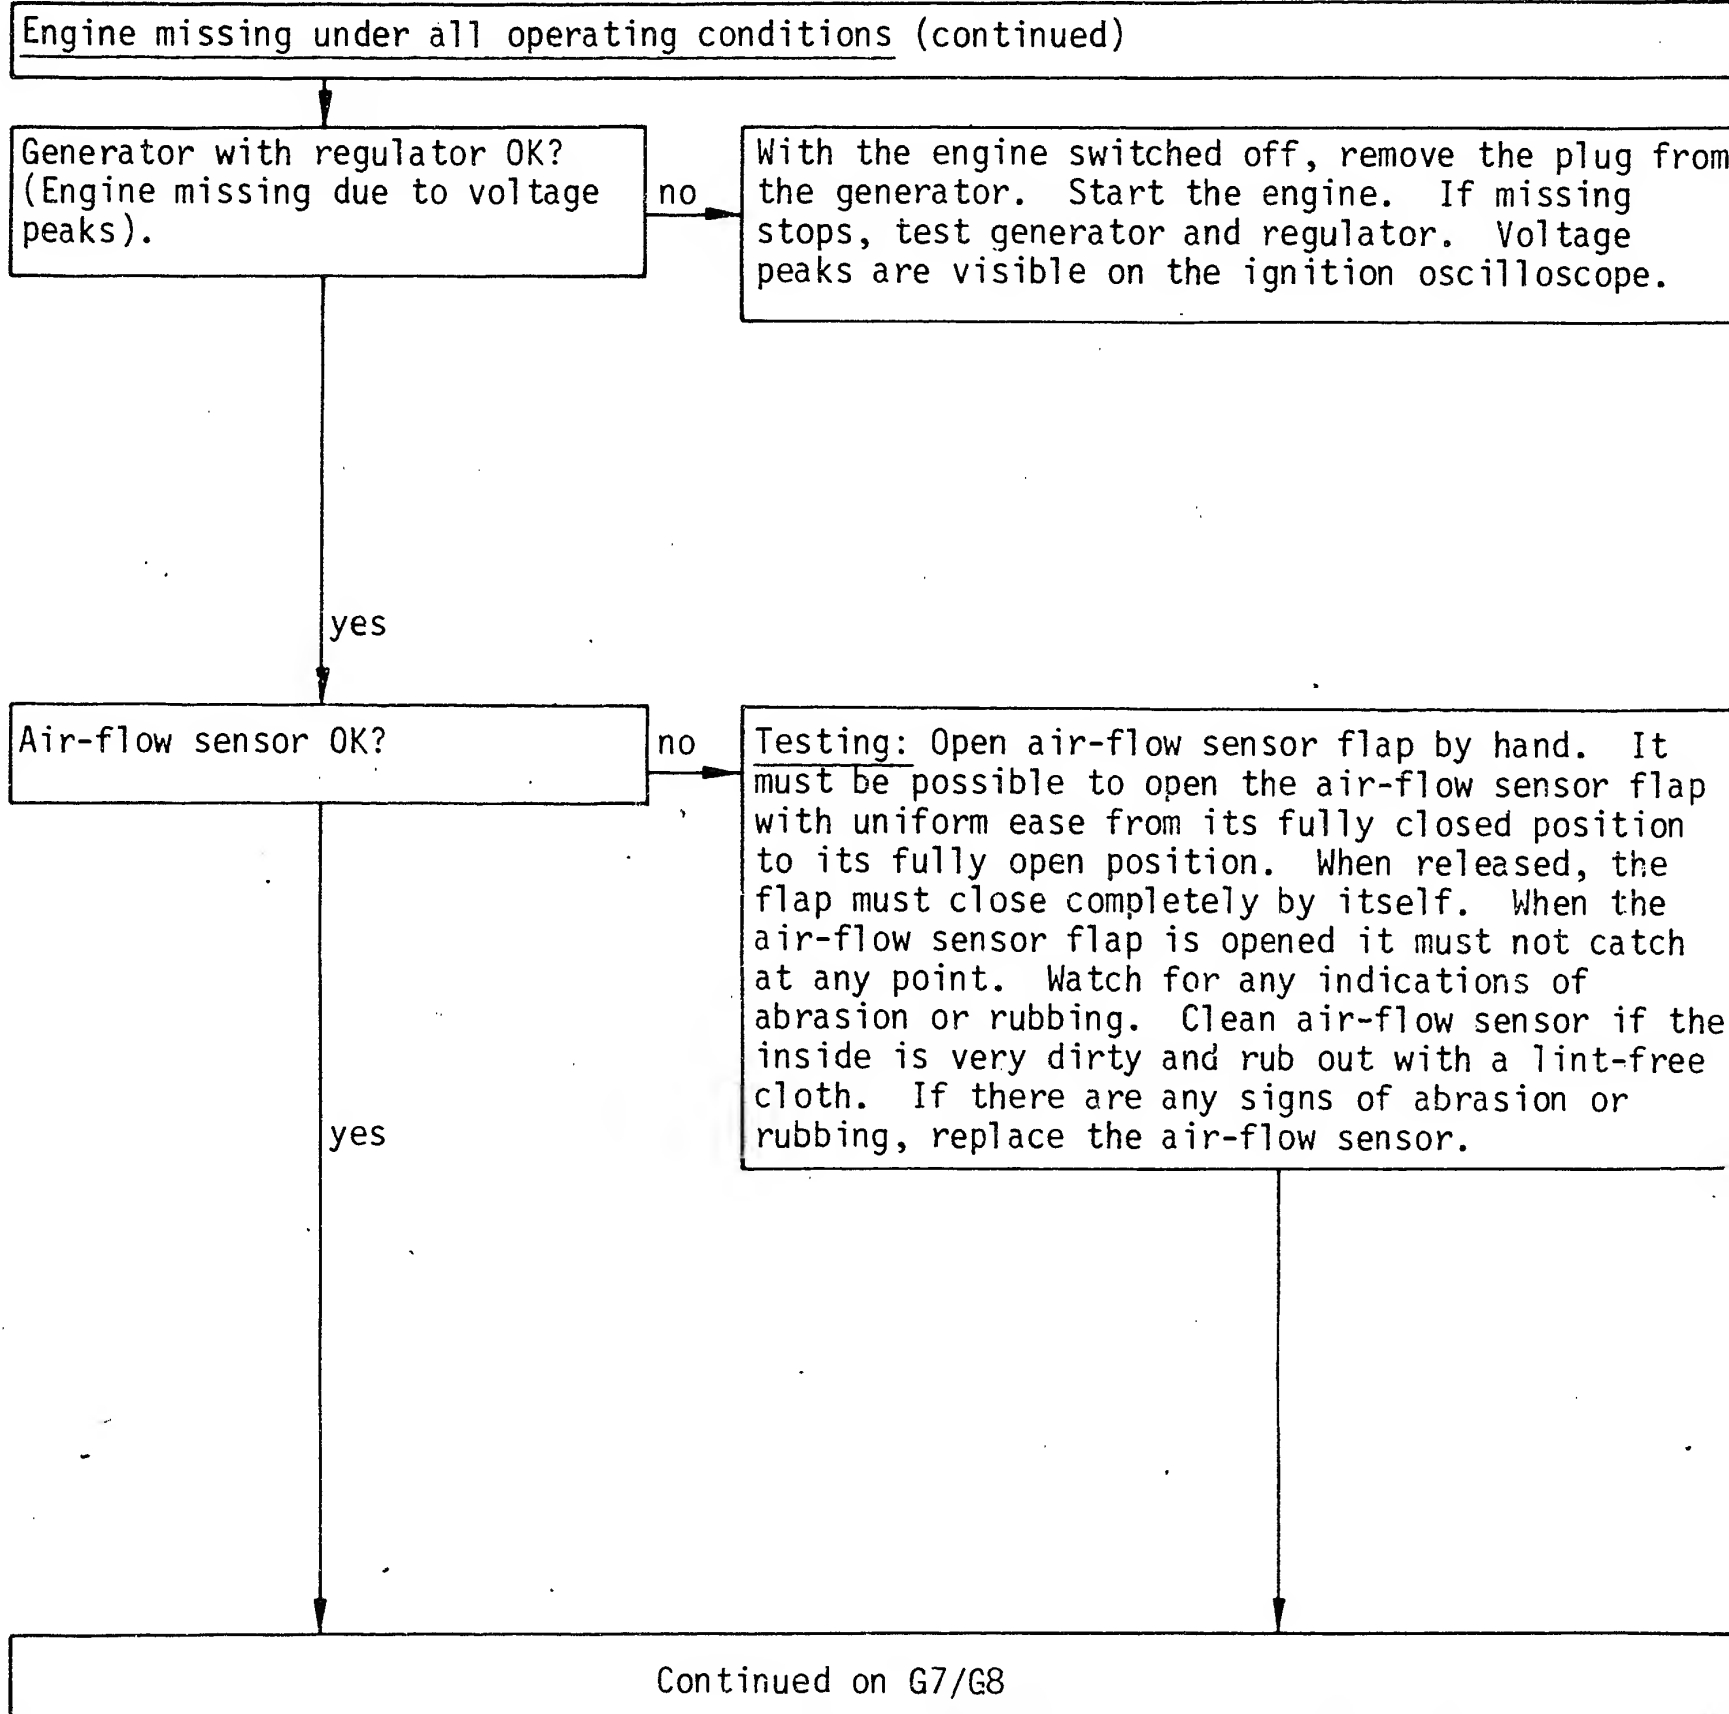 Engine missing under all operating conditions (continued)
Generator with regulator OK?
(Engine missing due to voltage
peaks).
no
With the engine switched off, remove the plug from
the generator. Start the engine. If missing
stops, test generator and regulator. Voltage
peaks are visible on the ignition oscilloscope.
yes
Air-flow sensor OK?
no
Testing: Open air-flow sensor flap by hand. It
must be possible to open the air-flow sensor flap
with uniform ease from its fully closed position
to its fully open position. When released, the
flap must close completely by itself. When the
air-flow sensor flap is opened it must not catch
at any point. Watch for any indications of
abrasion or rubbing. Clean air-flow sensor if the
inside is very dirty and rub out with a lint-free
cloth. If there are any signs of abrasion or
rubbing, replace the air-flow sensor.
yes
Continued on G7/G8